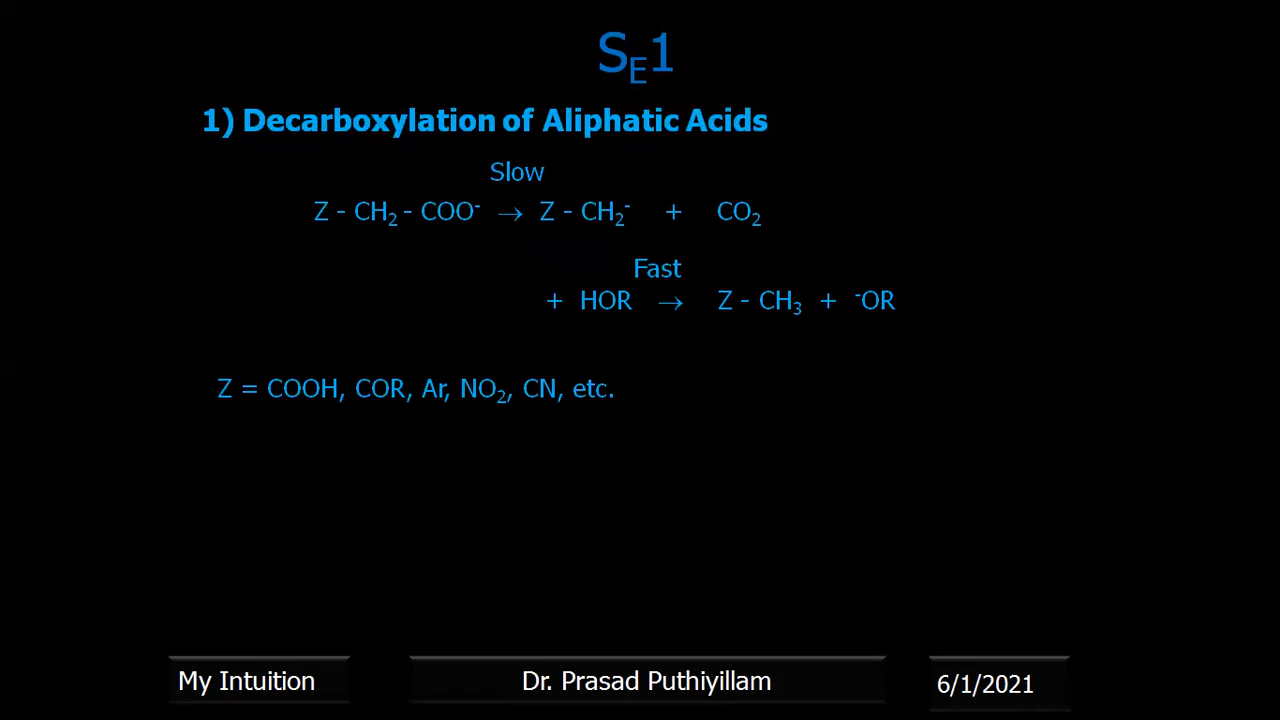 S_E1
1) Decarboxylation of Aliphatic Acids
Slow
Z - CH₂ - COO⁻ → Z - CH₂⁻ + CO₂
Fast
+ HOR → Z - CH₃ + ⁻OR
Z = COOH, COR, Ar, NO₂, CN, etc.
My Intuition
Dr. Prasad Puthiyillam
6/1/2021